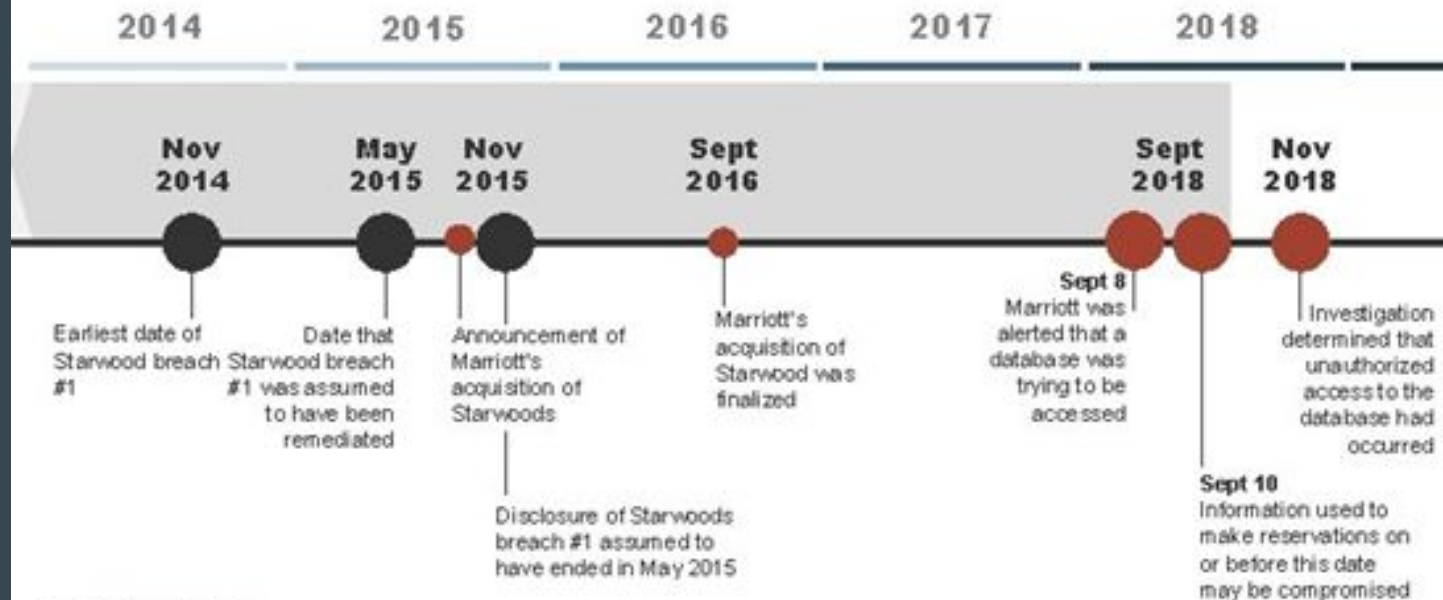 2014
2015
2016
2017
2018
Nov
2014
May
2015
Nov
2015
Sept
2016
Sept
2018
Nov
2018
Earliest date of
Starwood breach
#1
Date that
Starwood breach
#1 was assumed
to have been
remediated
Announcement of
Marriott's
acquisition of
Starwoods
Disclosure of Starwoods
breach #1 assumed to
have ended in May 2015
Marriott's
acquisition of
Starwood was
finalized
Sept 8
Marriott was
alerted that a
database was
trying to be
accessed
Sept 10
Information used to
make reservations on
or before this date
may be compromised
Investigation
determined that
unauthorized
access to the
database had
occurred